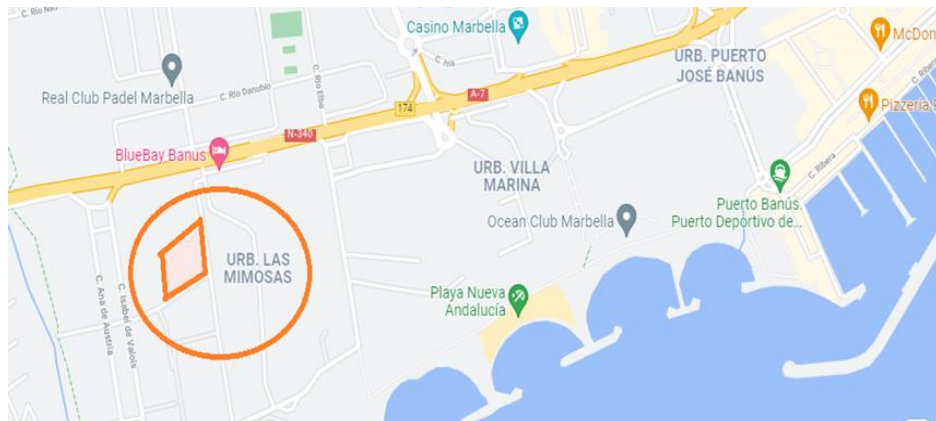 C. Río
Casino Marbella
McDon
URB. PUERTO
JOSÉ BANÚS
C. Río Elba
Real Club Padel Marbella
C. Río Danubio
A-7
174
Pizzeria
N-340
BlueBay Banus
C. Ribera
URB. VILLA
MARINA
Puerto Banús.
Puerto Deportivo de...
Ocean Club Marbella
URB. LAS
MIMOSAS
Playa Nueva
Andalucía
C. Ana de Austria
C. Isabel de Valois